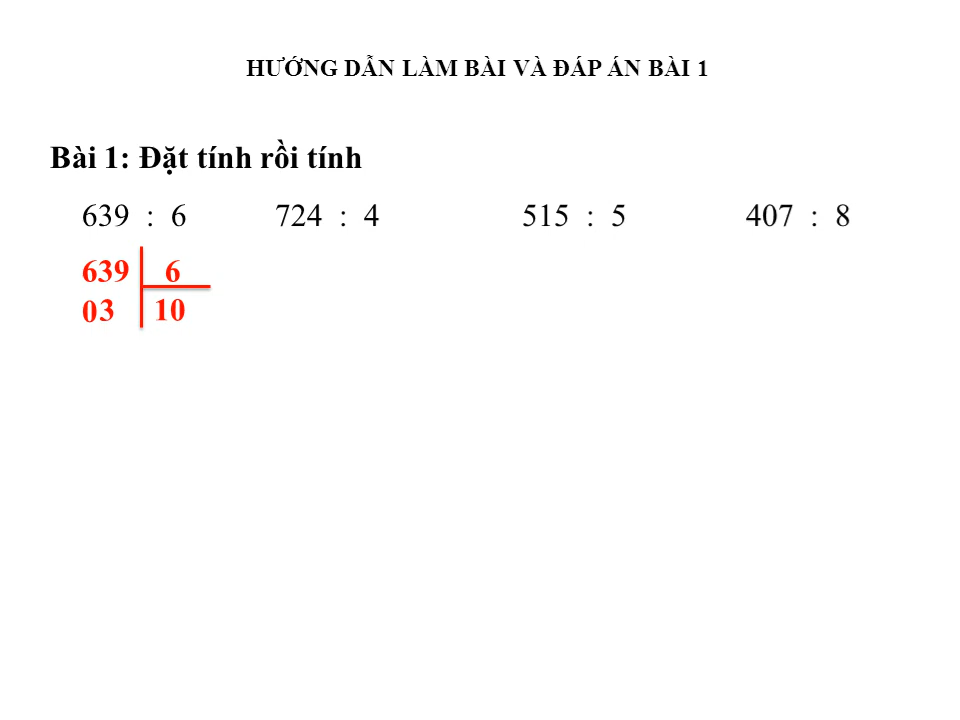 HƯỚNG DẪN LÀM BÀI VÀ ĐÁP ÁN BÀI 1
Bài 1: Đặt tính rồi tính
639 : 6 724 : 4 515 : 5 407 : 8
639 6
03 10